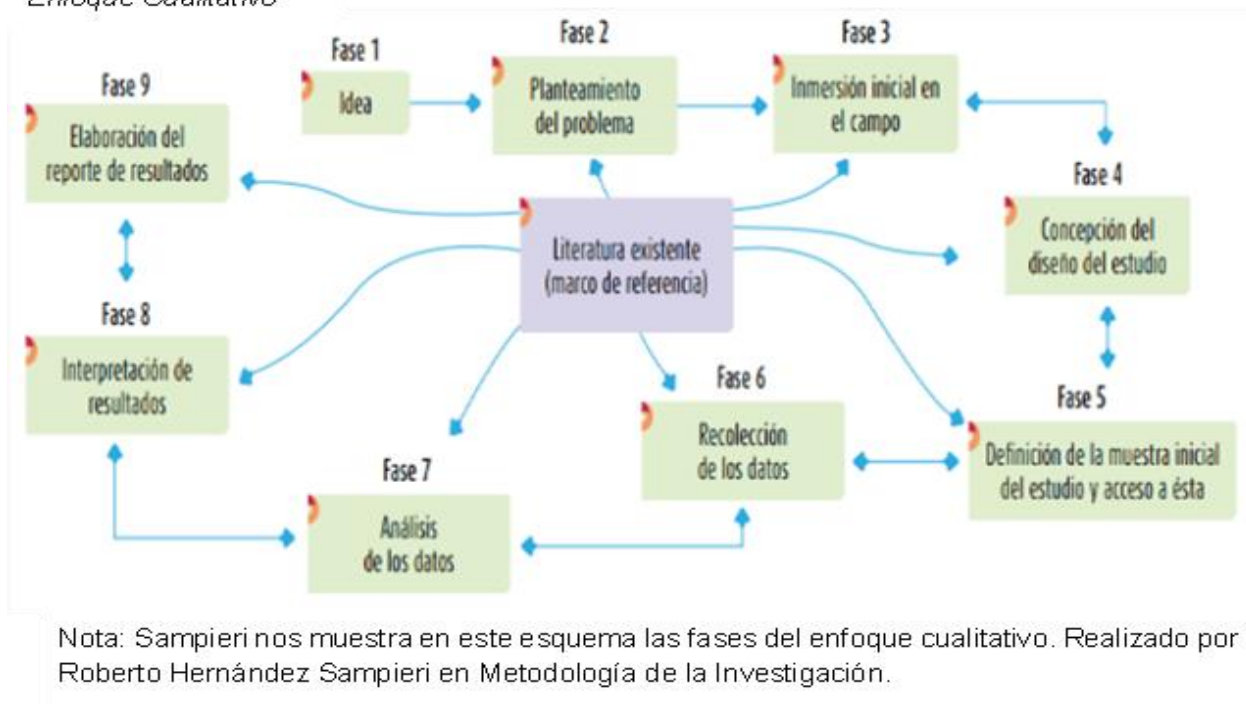 Enfoque Cualitativo
Fase 1
Idea
Fase 2
Planteamiento
del problema
Fase 3
Inmersión inicial en
el campo
Fase 4
Concepción del
diseño del estudio
Fase 5
Definición de la muestra inicial
del estudio y acceso a ésta
Fase 6
Recolección
de los datos
Fase 7
Análisis
de los datos
Fase 8
Interpretación de
resultados
Fase 9
Elaboración del
reporte de resultados
Literatura existente
(marco de referencia)
Nota: Sampieri nos muestra en este esquema las fases del enfoque cualitativo. Realizado por
Roberto Hernández Sampieri en Metodología de la Investigación.